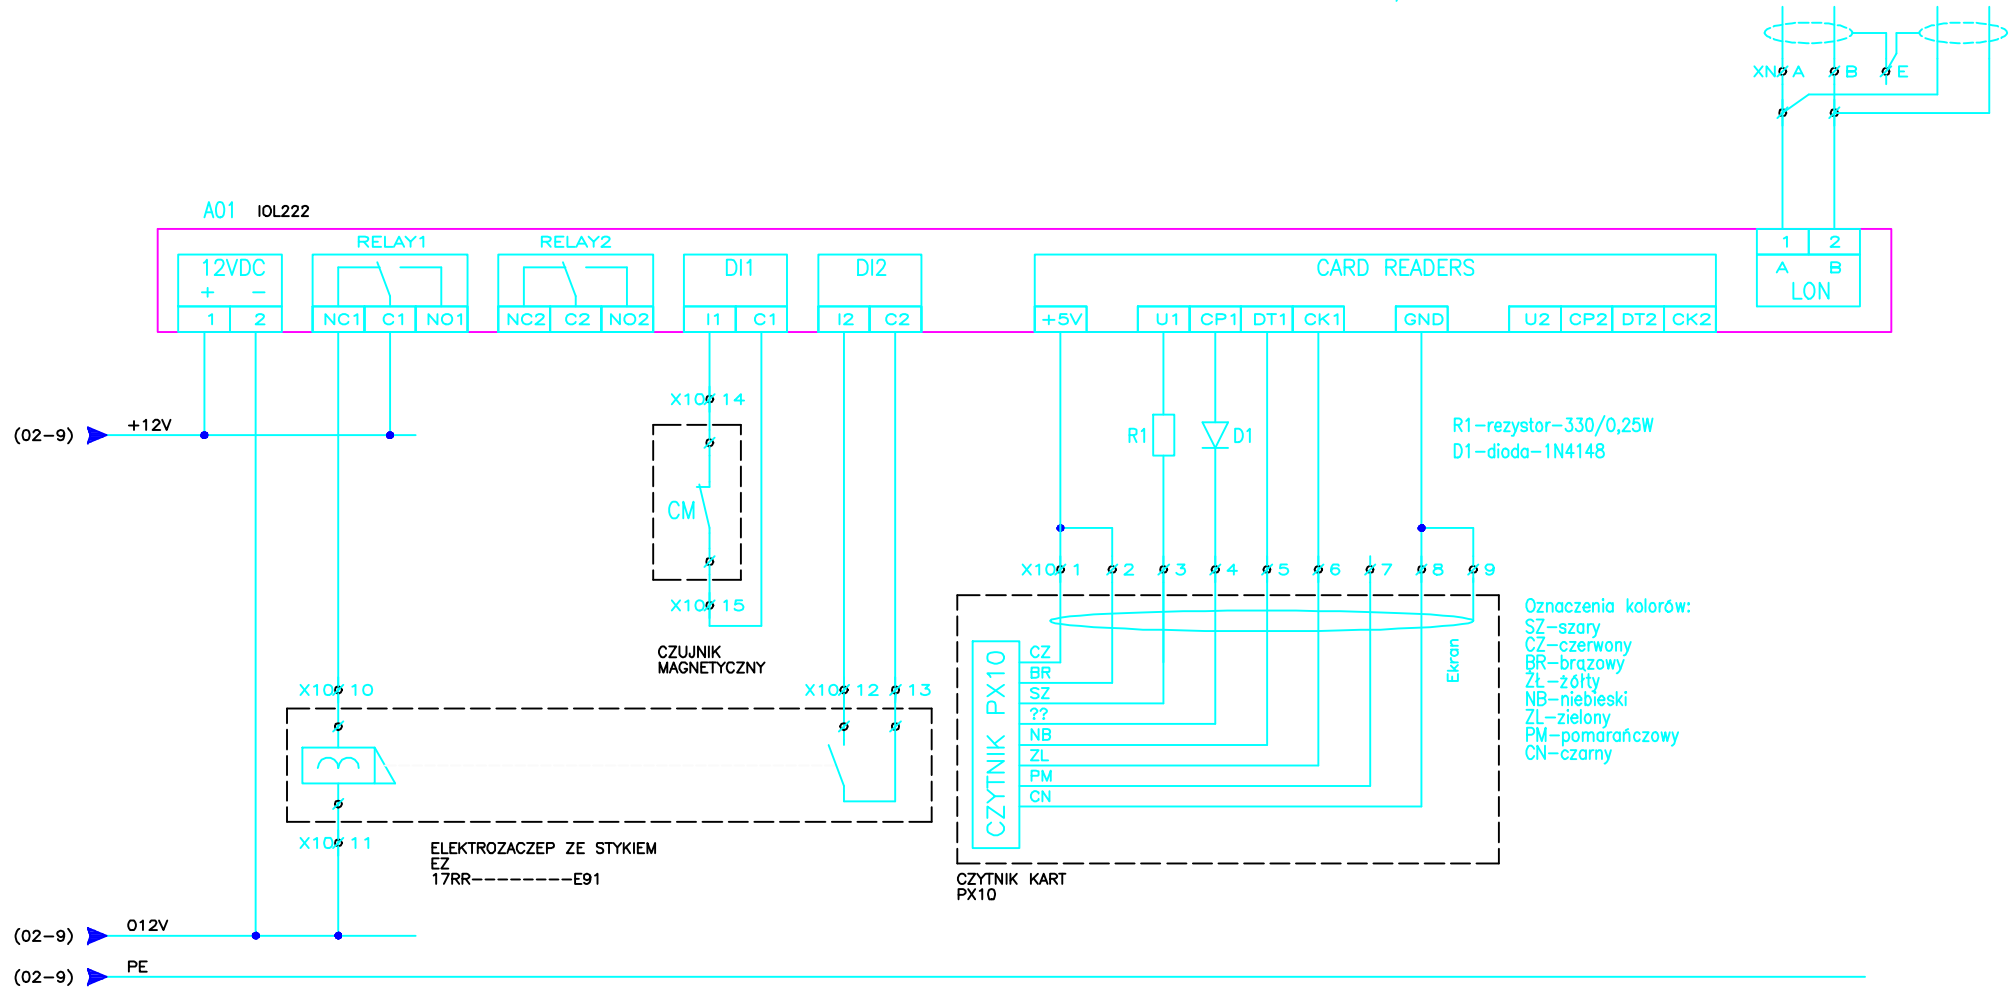 XN A B E
A01 IOL222
RELAY1 RELAY2
1 2
12VDC DI1 DI2 CARD READERS
A B
+ −
LON
1 2 NC1 C1 NO1 NC2 C2 NO2 I1 C1 I2 C2 +5V U1 CP1 DT1 CK1 GND U2 CP2 DT2 CK2
X10 14
(02−9) +12V
R1 D1
R1−rezystor−330/0,25W
D1−dioda−1N4148
CM
X10 1 2 3 4 5 6 7 8 9
X10 15
CZUJNIK
MAGNETYCZNY
Oznaczenia kolorów:
SZ−szary
CZ−czerwony
BR−brązowy
ŻŁ−żółty
NB−niebieski
ZL−zielony
PM−pomarańczowy
CN−czarny
Ekran
CZYTNIK PX10
CZ
BR
SZ
??
NB
ZL
PM
CN
X10 10 X10 12 13
X10 11
ELEKTROZACZEP ZE STYKIEM
EZ
17RR−−−−−−−−E91
CZYTNIK KART
PX10
(02−9) 012V
(02−9) PE